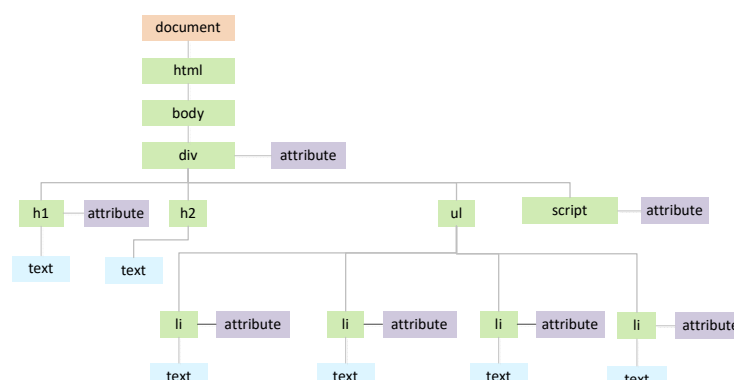 document
html
body
div attribute
h1 attribute h2 ul script attribute
text text
li attribute li attribute li attribute li attribute
text text text text